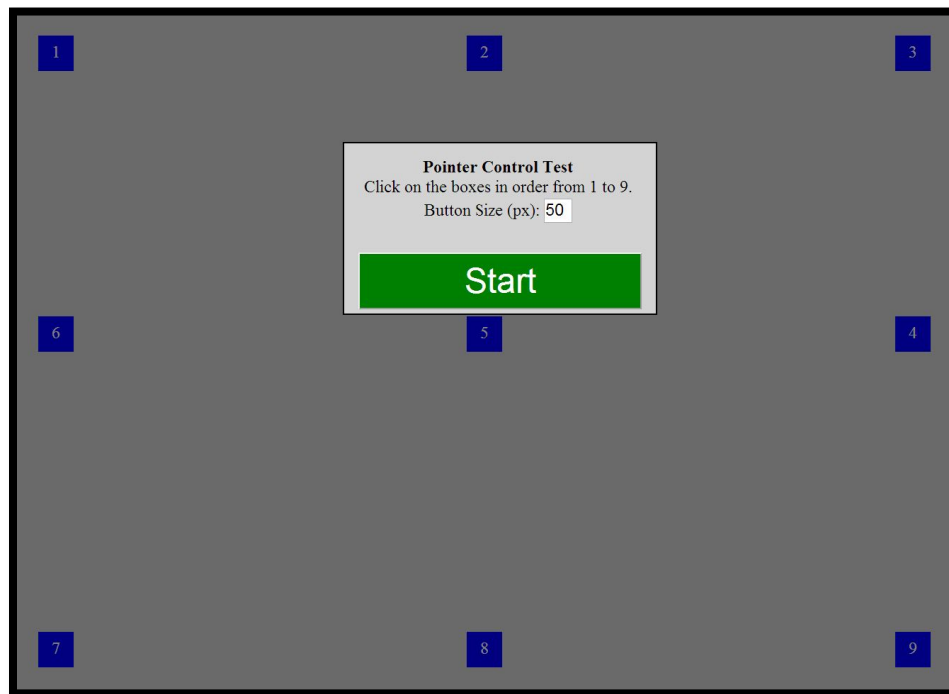 1 2 3
Pointer Control Test
Click on the boxes in order from 1 to 9.
Button Size (px): 50
Start
6 5 4
7 8 9